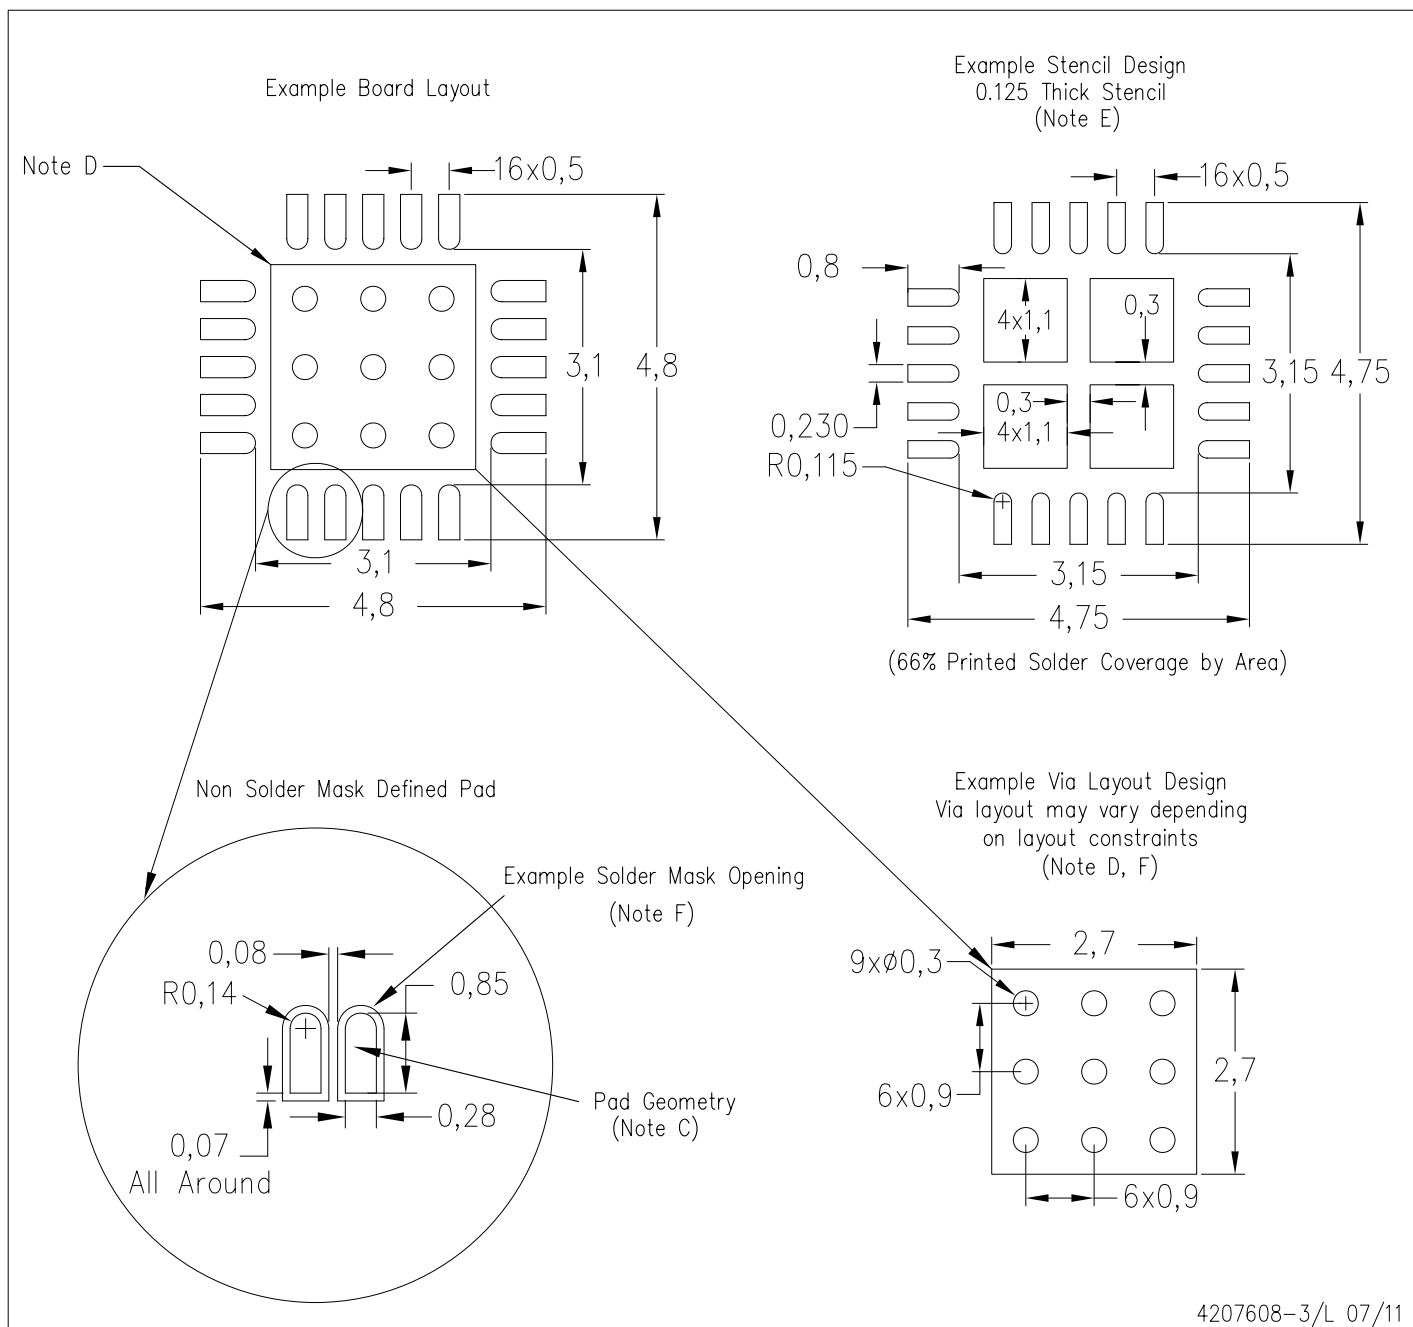 Example Board Layout
Note D
16x0,5
3,1
4,8
3,1
4,8
Example Stencil Design
0.125 Thick Stencil
(Note E)
16x0,5
0,8
4x1,1
0,3
3,15
4,75
0,3
4x1,1
0,230
R0,115
3,15
4,75
(66% Printed Solder Coverage by Area)
Non Solder Mask Defined Pad
Example Solder Mask Opening
(Note F)
0,08
R0,14
0,85
0,28
Pad Geometry
(Note C)
0,07
All Around
Example Via Layout Design
Via layout may vary depending
on layout constraints
(Note D, F)
2,7
9xø0,3
2,7
6x0,9
6x0,9
4207608-3/L 07/11